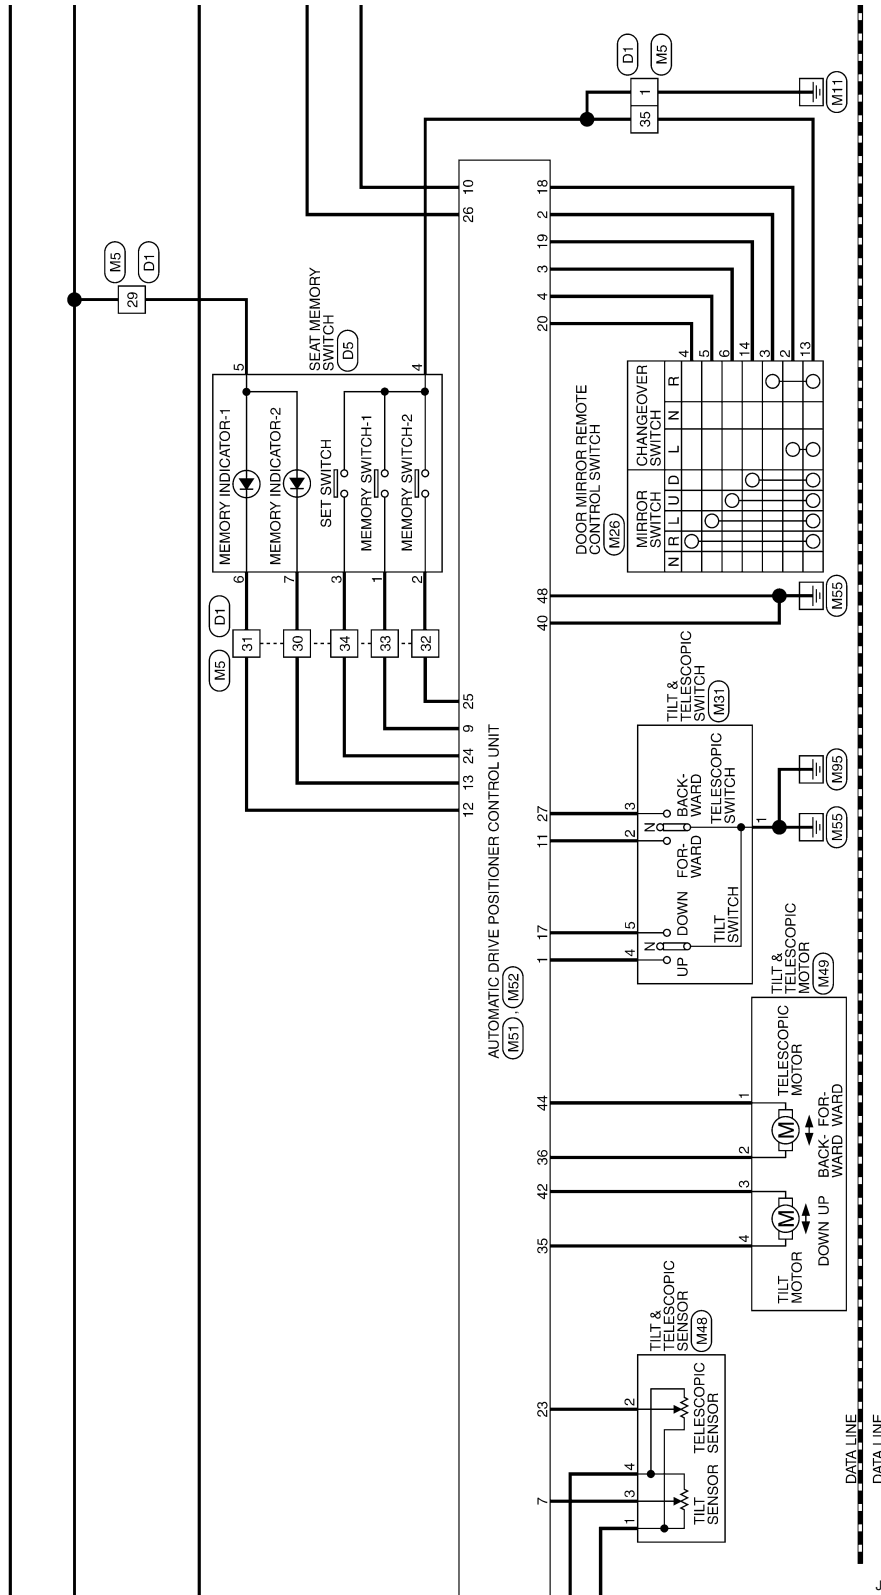 D1
M5
1
35
M11
10
26
18
2
19
3
4
20
M5
D1
29
SEAT MEMORY
SWITCH
D5
5
4
MEMORY INDICATOR-1
MEMORY INDICATOR-2
SET SWITCH
MEMORY SWITCH-1
MEMORY SWITCH-2
6
7
3
1
2
D1
M5
31
30
34
33
32
25
9
24
13
12
DOOR MIRROR REMOTE
CONTROL SWITCH
M26
MIRROR
SWITCH
CHANGEOVER
SWITCH
N R L U D L N R
4
5
6
14
3
2
13
48
40
M55
AUTOMATIC DRIVE POSITIONER CONTROL UNIT
M51 , M52
TILT &
TELESCOPIC
SWITCH
M31
27
11
17
1
3
2
5
4
N
BACK-
WARD
FOR-
WARD
TELESCOPIC
SWITCH
N
DOWN
UP
TILT
SWITCH
1
M95
M55
TILT &
TELESCOPIC
MOTOR
M49
44
36
42
35
1
2
3
4
TELESCOPIC
MOTOR
M
BACK- FOR-
WARD WARD
M
DOWN UP
TILT
MOTOR
TILT &
TELESCOPIC
SENSOR
M48
23
7
2
4
3
1
TELESCOPIC
SENSOR
TILT
SENSOR
DATA LINE
DATA LINE